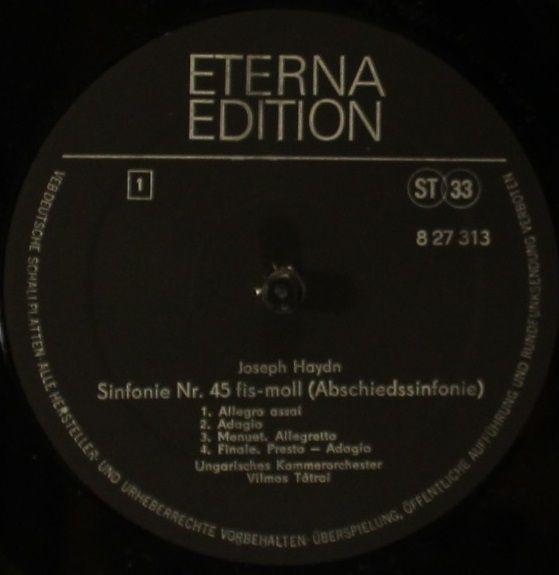 ETERNA
EDITION
1
ST 33
8 27 313
Joseph Haydn
Sinfonie Nr. 45 fis-moll (Abschiedssinfonie)
1. Allegro assai
2. Adagio
3. Menuet. Allegretto
4. Finale. Presto – Adagio
Ungarisches Kammerorchester
Vilmos Tátrai
VEB DEUTSCHE SCHALLPLATTEN ALLE HERSTELLER- UND URHEBERRECHTE VORBEHALTEN · ÜBERSPIELUNG, ÖFFENTLICHE AUFFÜHRUNG UND RUNDFUNKSENDUNG VERBOTEN